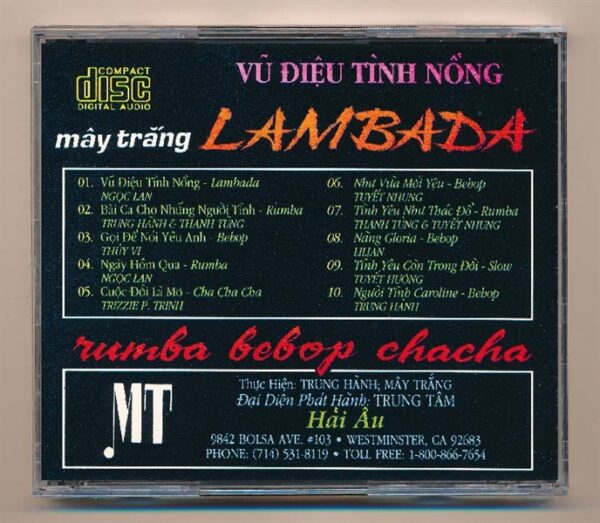 COMPACT
disc
DIGITAL AUDIO
VŨ ĐIỆU TÌNH NỒNG
mây trắng LAMBADA
01. Vũ Điệu Tình Nồng - Lambada
NGỌC LAN
02. Bài Ca Cho Những Người Tình - Rumba
TRUNG HÀNH & THANH TÙNG
03. Gọi Để Nói Yêu Anh - Bebop
THÚY VI
04. Ngày Hôm Qua - Rumba
NGỌC LAN
05. Cuộc Đời Là Mơ - Cha Cha Cha
TRIZZIE P. TRINH
06. Như Vừa Mới Yêu - Bebop
TUYẾT NHUNG
07. Tình Yêu Như Thác Đổ - Rumba
THANH TÙNG & TUYẾT NHUNG
08. Nàng Gloria - Bebop
LILIAN
09. Tình Yêu Còn Trong Đời - Slow
TUYẾT HƯƠNG
10. Người Tình Caroline - Bebop
TRUNG HÀNH
rumba bebop chacha
MT
Thực Hiện: TRUNG HÀNH; MÂY TRẮNG
Đại Diện Phát Hành: TRUNG TÂM
Hải Âu
9842 BOLSA AVE. #103 • WESTMINSTER, CA 92683
PHONE: (714) 531-8119 • TOLL FREE: 1-800-866-7654